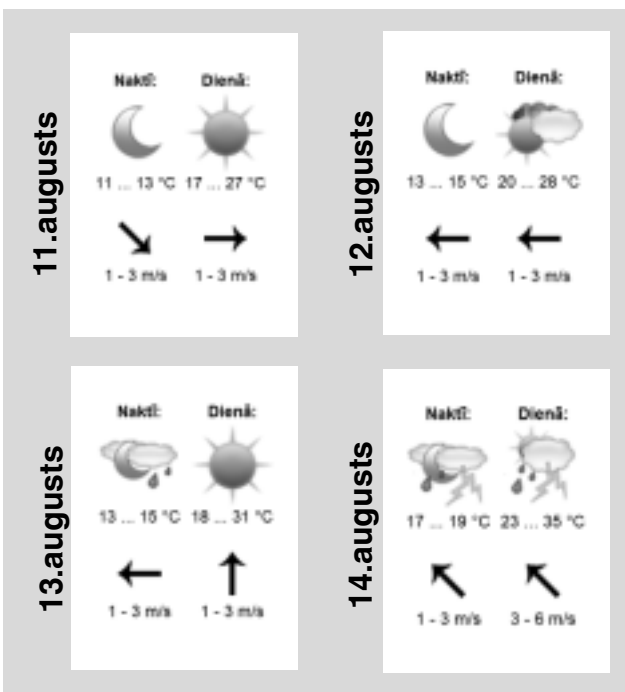 11.augusts
Naktī: Dienā:
11 ... 13 °C 17 ... 27 °C
1 - 3 m/s 1 - 3 m/s
12.augusts
Naktī: Dienā:
13 ... 15 °C 20 ... 28 °C
1 - 3 m/s 1 - 3 m/s
13.augusts
Naktī: Dienā:
13 ... 15 °C 18 ... 31 °C
1 - 3 m/s 1 - 3 m/s
14.augusts
Naktī: Dienā:
17 ... 19 °C 23 ... 35 °C
1 - 3 m/s 3 - 6 m/s